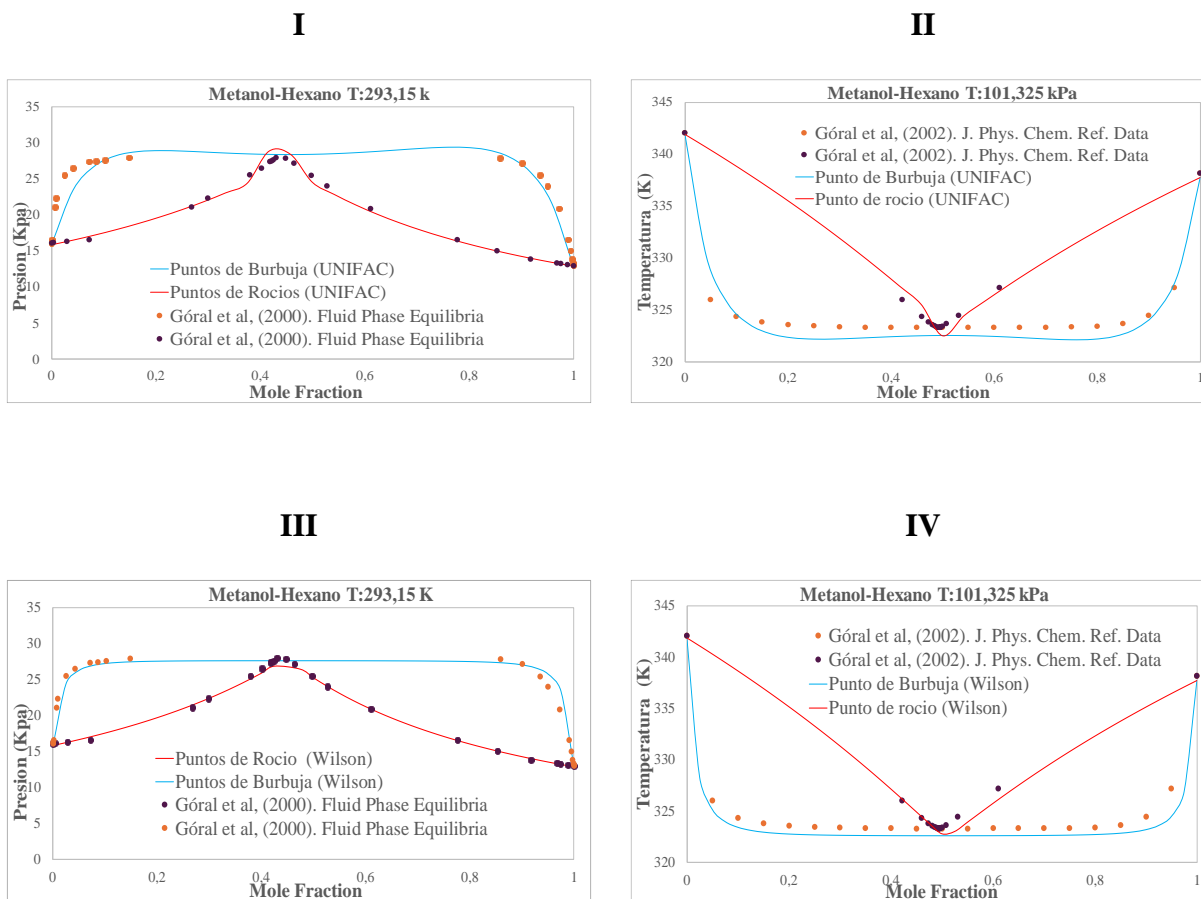 I
Metanol-Hexano T:293,15 k
Presion (Kpa)
35
30
25
20
15
10
5
0
Puntos de Burbuja (UNIFAC)
Puntos de Rocios (UNIFAC)
Góral et al, (2000). Fluid Phase Equilibria
Góral et al, (2000). Fluid Phase Equilibria
0 0,2 0,4 0,6 0,8 1
Mole Fraction
II
Metanol-Hexano T:101,325 kPa
Temperatura (K)
345
340
335
330
325
320
Góral et al, (2002). J. Phys. Chem. Ref. Data
Góral et al, (2002). J. Phys. Chem. Ref. Data
Punto de Burbuja (UNIFAC)
Punto de rocio (UNIFAC)
0 0,2 0,4 0,6 0,8 1
Mole Fraction
III
Metanol-Hexano T:293,15 K
Presion (Kpa)
35
30
25
20
15
10
5
0
Puntos de Rocio (Wilson)
Puntos de Burbuja (Wilson)
Góral et al, (2000). Fluid Phase Equilibria
Góral et al, (2000). Fluid Phase Equilibria
0 0,2 0,4 0,6 0,8 1
Mole Fraction
IV
Metanol-Hexano T:101,325 kPa
Temperatura (K)
345
340
335
330
325
320
Góral et al, (2002). J. Phys. Chem. Ref. Data
Góral et al, (2002). J. Phys. Chem. Ref. Data
Punto de Burbuja (Wilson)
Punto de rocio (Wilson)
0 0,2 0,4 0,6 0,8 1
Mole Fraction